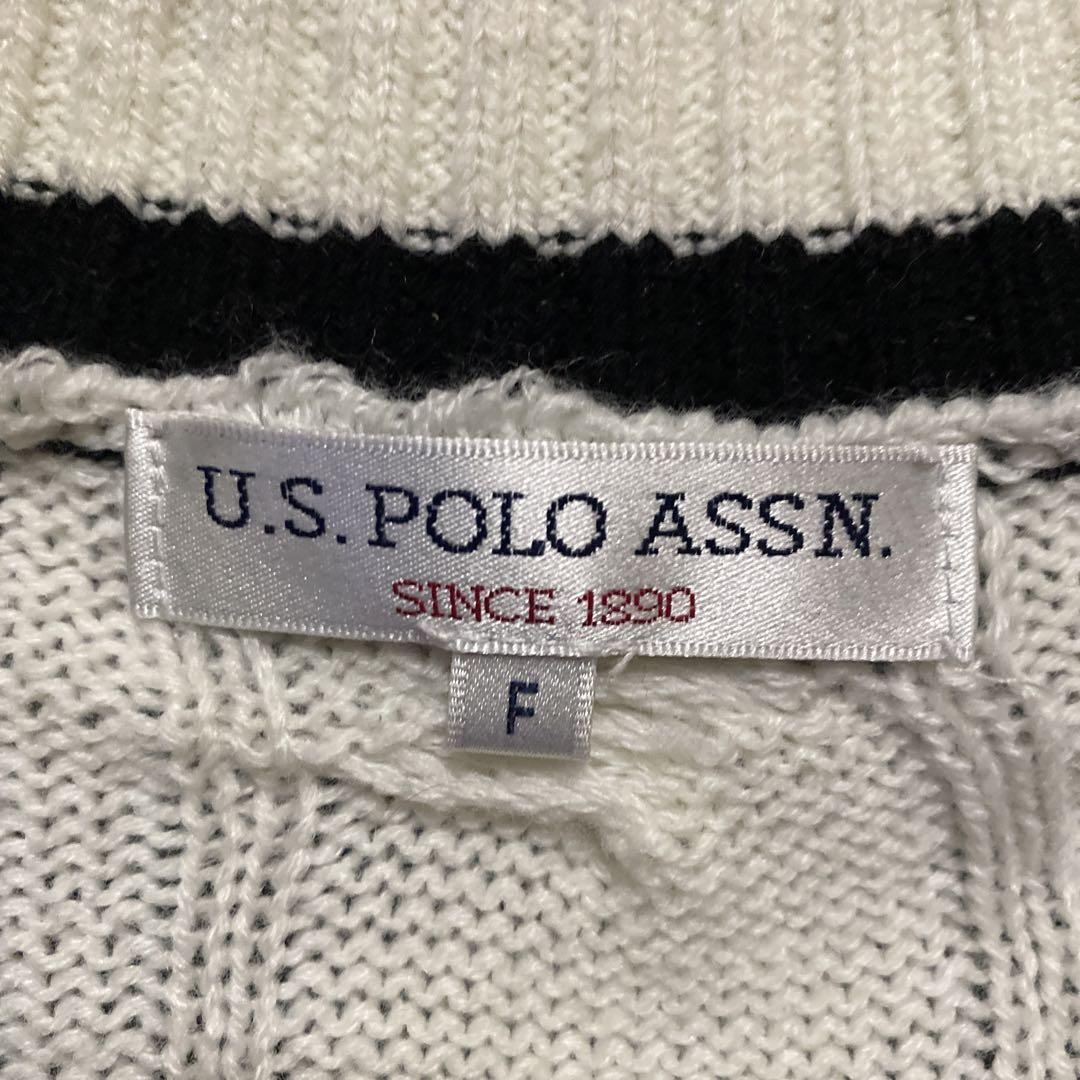 U.S. POLO ASSN.
SINCE 1890
F